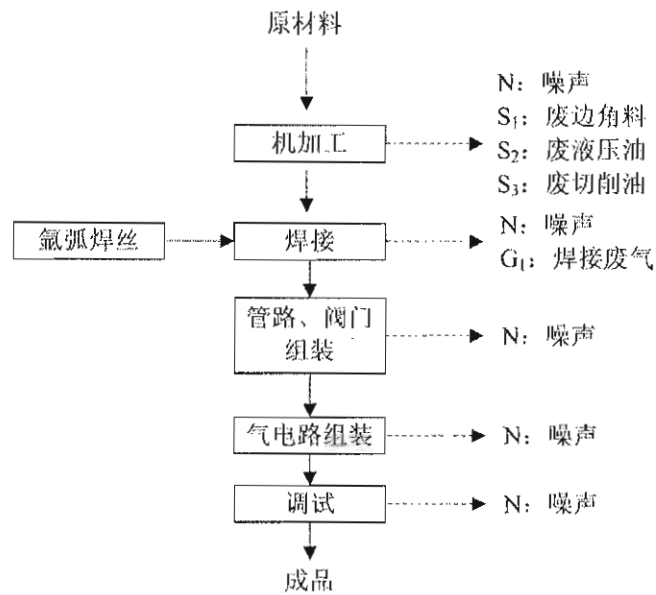 原材料
N：噪声
S₁：废边角料
机加工
S₂：废液压油
S₃：废切削油
N：噪声
氩弧焊丝
焊接
G₁：焊接废气
管路、阀门
组装
N：噪声
气电路组装
N：噪声
调试
N：噪声
成品